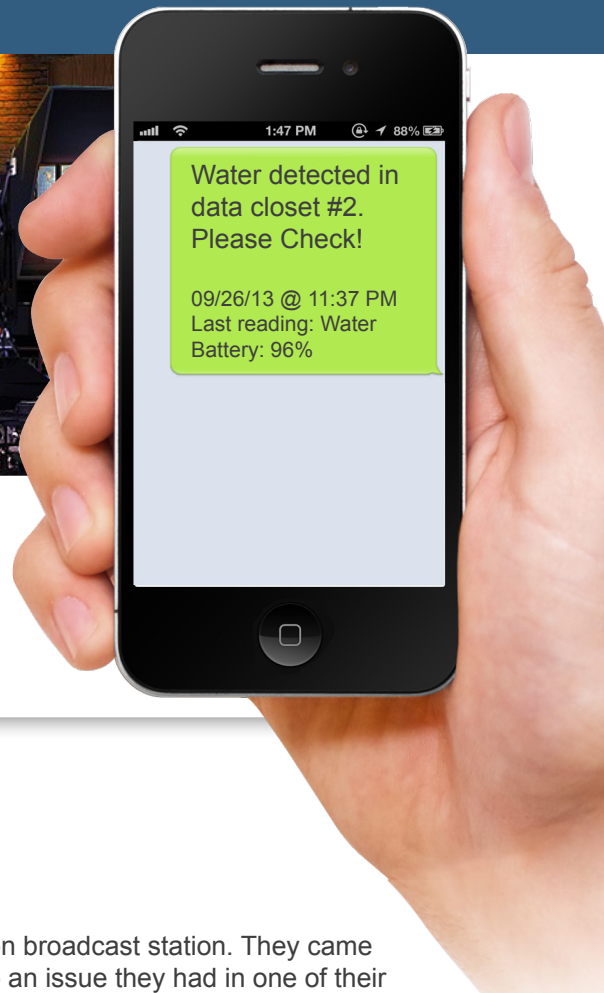 1:47 PM 88%
Water detected in
data closet #2.
Please Check!
09/26/13 @ 11:37 PM
Last reading: Water
Battery: 96%
broadcast station. They came
an issue they had in one of their